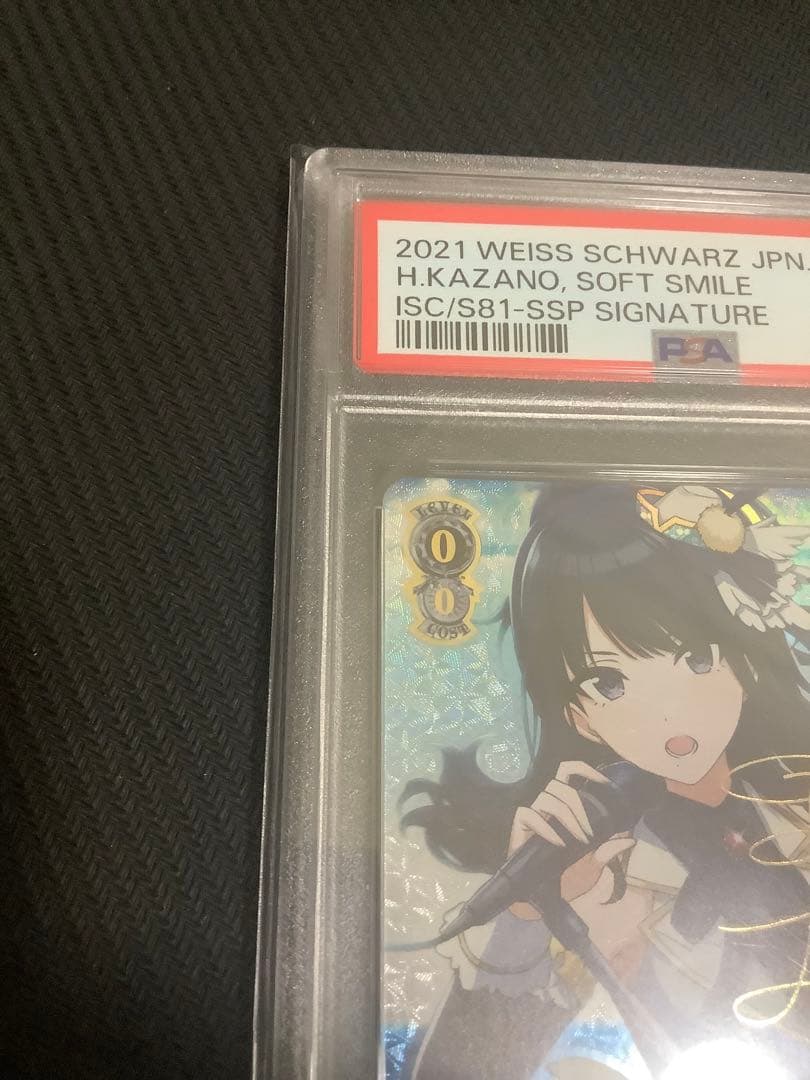 2021 WEISS SCHWARZ JPN.
H.KAZANO, SOFT SMILE
ISC/S81-SSP SIGNATURE
PSA
LEVEL
0
0
COST